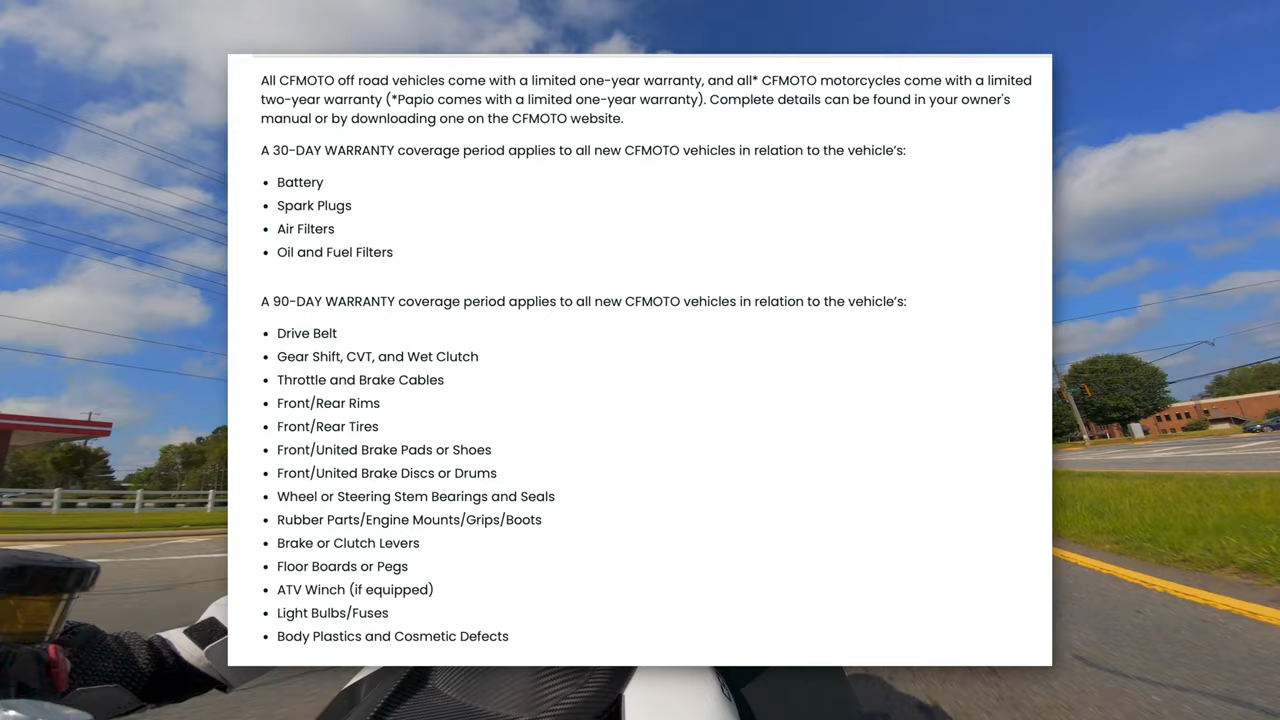 All CFMOTO off road vehicles come with a limited one-year warranty, and all* CFMOTO motorcycles come with a limited
two-year warranty (*Papio comes with a limited one-year warranty). Complete details can be found in your owner's
manual or by downloading one on the CFMOTO website.
A 30-DAY WARRANTY coverage period applies to all new CFMOTO vehicles in relation to the vehicle’s:
• Battery
• Spark Plugs
• Air Filters
• Oil and Fuel Filters
A 90-DAY WARRANTY coverage period applies to all new CFMOTO vehicles in relation to the vehicle’s:
• Drive Belt
• Gear Shift, CVT, and Wet Clutch
• Throttle and Brake Cables
• Front/Rear Rims
• Front/Rear Tires
• Front/United Brake Pads or Shoes
• Front/United Brake Discs or Drums
• Wheel or Steering Stem Bearings and Seals
• Rubber Parts/Engine Mounts/Grips/Boots
• Brake or Clutch Levers
• Floor Boards or Pegs
• ATV Winch (if equipped)
• Light Bulbs/Fuses
• Body Plastics and Cosmetic Defects